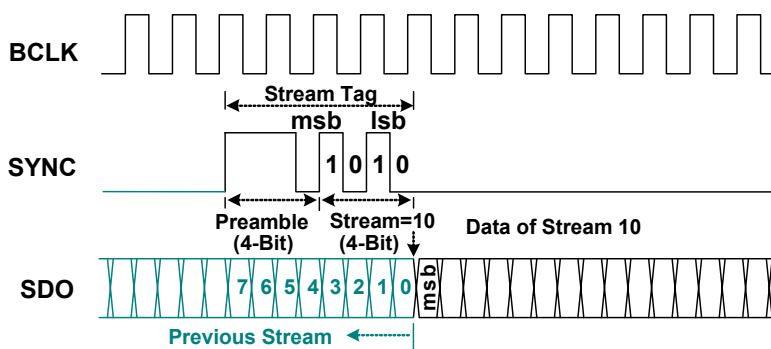 BCLK
Stream Tag
msb lsb
SYNC
1 0 1 0
Preamble
(4-Bit)
Stream=10
(4-Bit)
Data of Stream 10
SDO
7 6 5 4 3 2 1 0 msb
Previous Stream